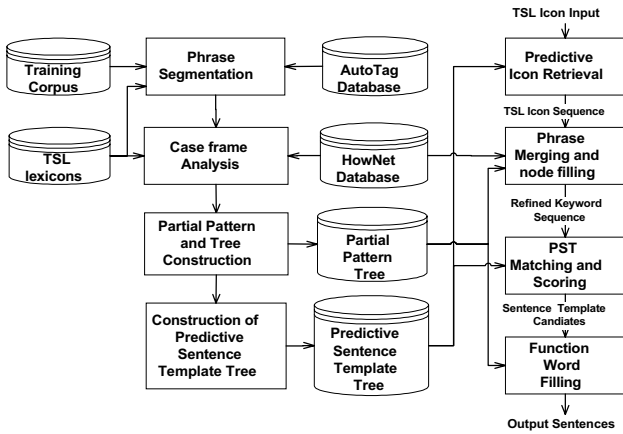 Training
Corpus
TSL
lexicons
Phrase
Segmentation
Case frame
Analysis
Partial Pattern
and Tree
Construction
Construction of
Predictive
Sentence
Template Tree
AutoTag
Database
HowNet
Database
Partial
Pattern
Tree
Predictive
Sentence
Template
Tree
TSL Icon Input
Predictive
Icon Retrieval
TSL Icon Sequence
Phrase
Merging and
node filling
Refined Keyword
Sequence
PST
Matching and
Scoring
Sentence Template
Candiates
Function
Word
Filling
Output Sentences